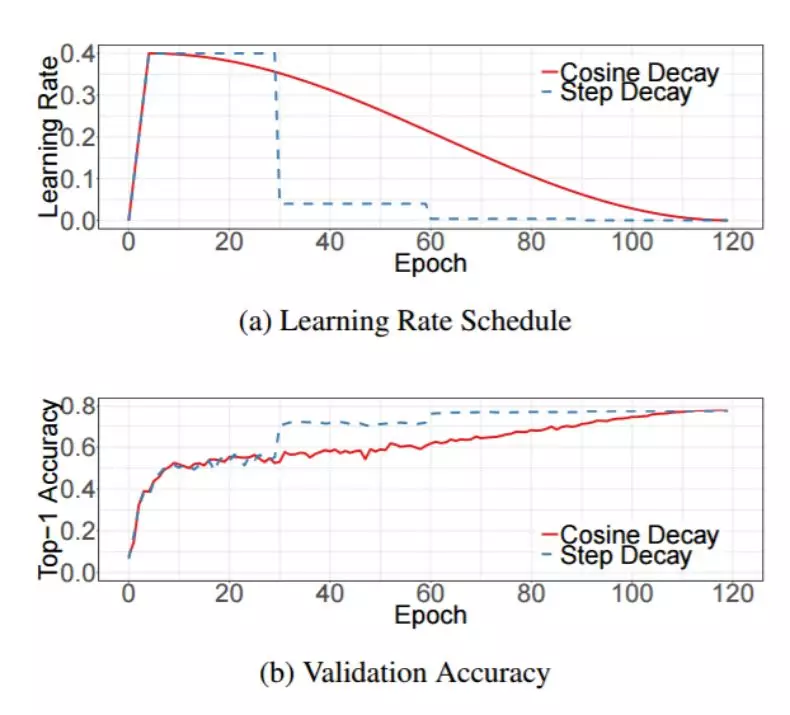 Learning Rate
0.4
0.3
0.2
0.1
0.0
Cosine Decay
Step Decay
0 20 40 60 80 100 120
Epoch
(a) Learning Rate Schedule
Top-1 Accuracy
0.8
0.6
0.4
0.2
0.0
Cosine Decay
Step Decay
0 20 40 60 80 100 120
Epoch
(b) Validation Accuracy